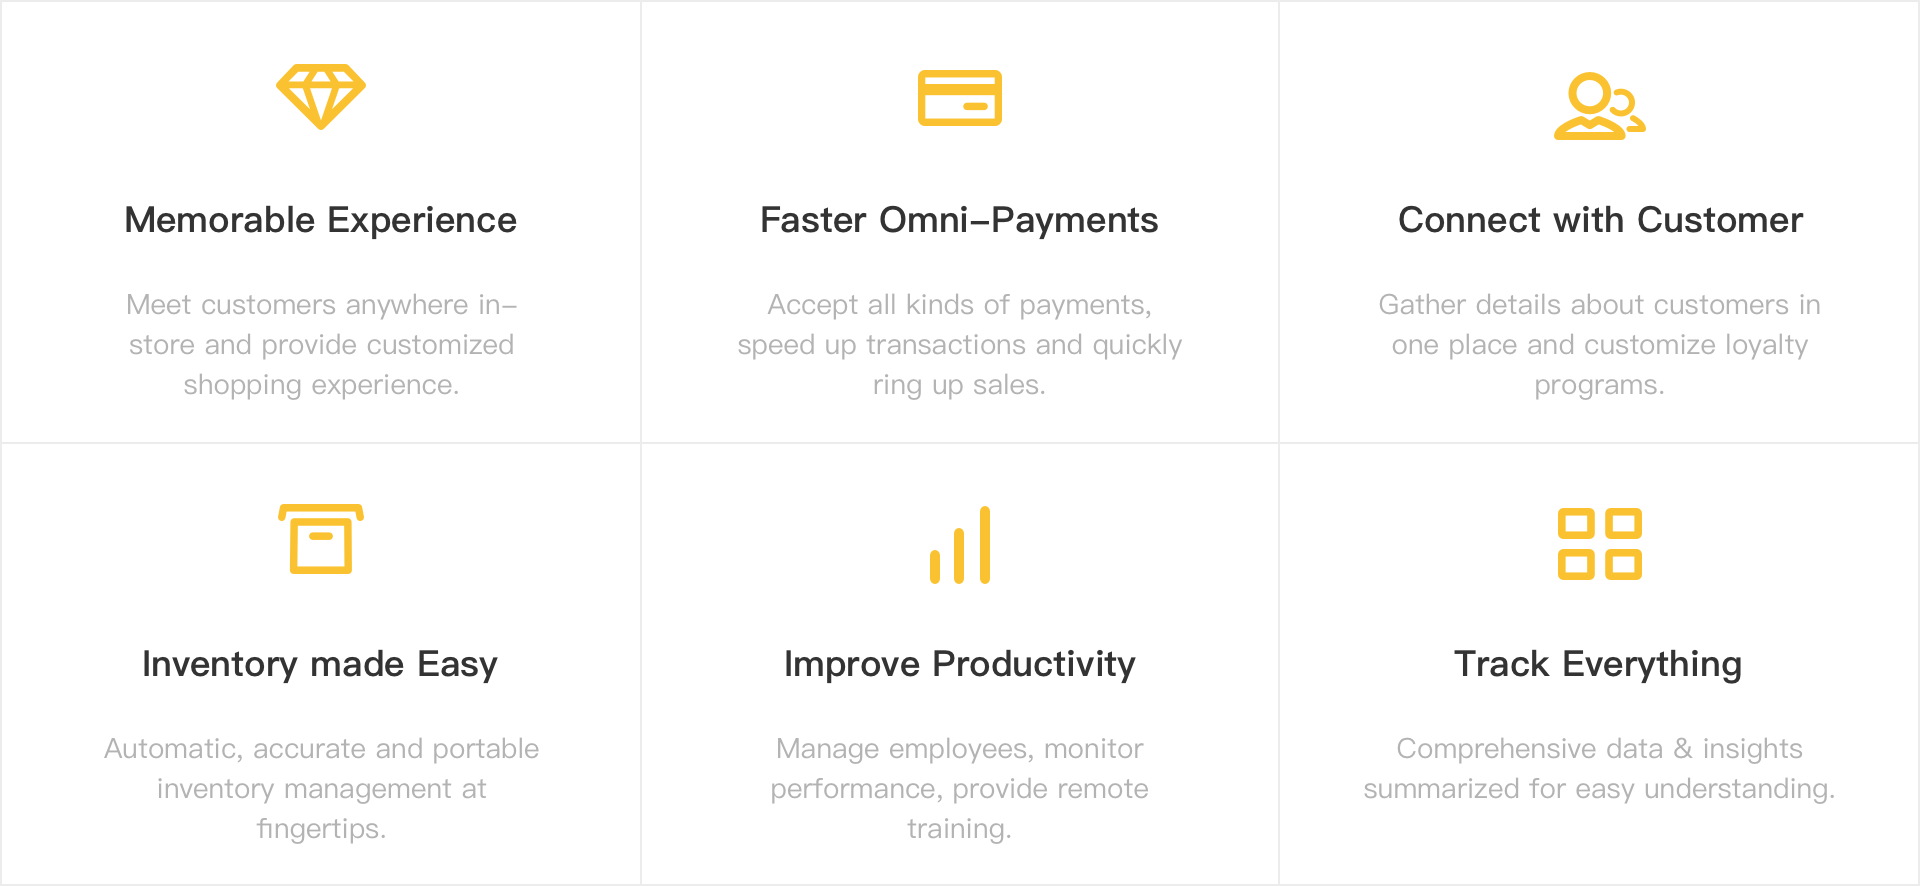 Memorable Experience
Meet customers anywhere in-
store and provide customized
shopping experience.
Faster Omni-Payments
Accept all kinds of payments,
speed up transactions and quickly
ring up sales.
Connect with Customer
Gather details about customers in
one place and customize loyalty
programs.
Inventory made Easy
Automatic, accurate and portable
inventory management at
fingertips.
Improve Productivity
Manage employees, monitor
performance, provide remote
training.
Track Everything
Comprehensive data & insights
summarized for easy understanding.